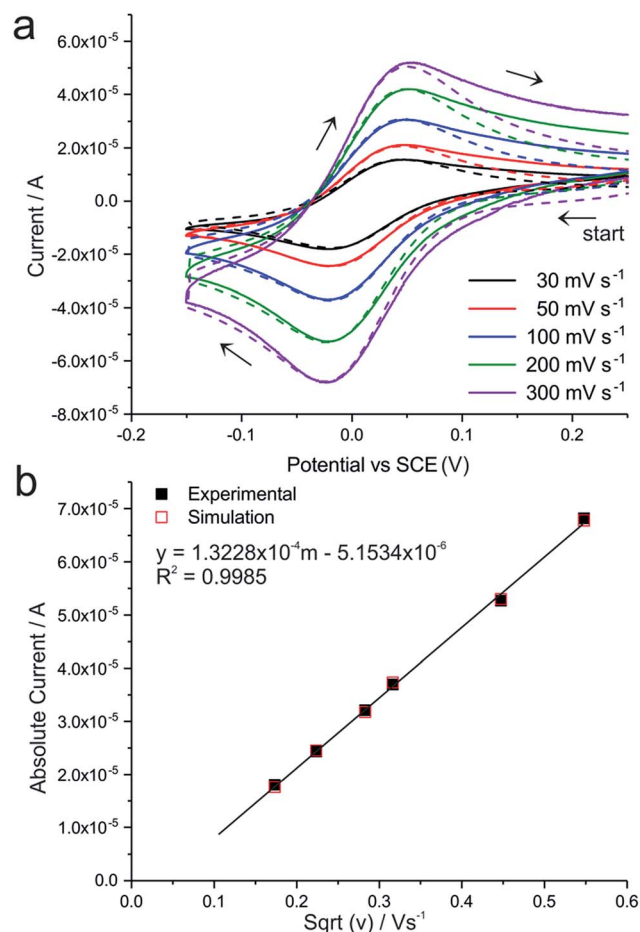 a
6.0x10⁻⁵
4.0x10⁻⁵
2.0x10⁻⁵
0.0
-2.0x10⁻⁵
-4.0x10⁻⁵
-6.0x10⁻⁵
-8.0x10⁻⁵
Current / A
start
30 mV s⁻¹
50 mV s⁻¹
100 mV s⁻¹
200 mV s⁻¹
300 mV s⁻¹
-0.2 -0.1 0.0 0.1 0.2
Potential vs SCE (V)
b
Experimental
Simulation
y = 1.3228x10⁻⁴m - 5.1534x10⁻⁶
R² = 0.9985
7.0x10⁻⁵
6.0x10⁻⁵
5.0x10⁻⁵
4.0x10⁻⁵
3.0x10⁻⁵
2.0x10⁻⁵
1.0x10⁻⁵
0.0
Absolute Current / A
0.0 0.1 0.2 0.3 0.4 0.5 0.6
Sqrt (v) / Vs⁻¹